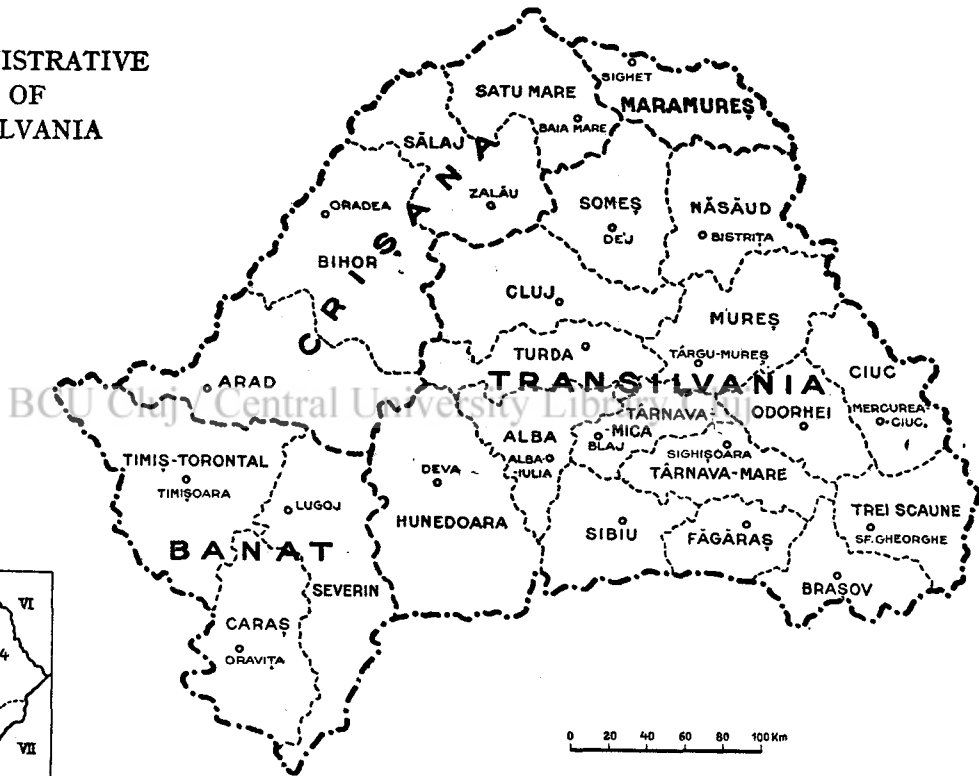 ISTRATIVE
OF
LVANIA
SIGHET
SATU MARE
MARAMUREȘ
BAIA MARE
SĂLAJ
ZALĂU
SOMEȘ
DEJ
NĂSĂUD
BISTRIȚA
ORADEA
BIHOR
CRIȘANA
CLUJ
MUREȘ
TURDA
TÂRGU-MUREȘ
CIUC
ARAD
TRANSILVANIA
BCU Cluj / Central University Library Cluj
TÂRNAVA-
-MICA
BLAJ
ODORHEI
MERCUREA-
-CIUC
ALBA
ALBA-
-IULIA
SIGHIȘOARA
TÂRNAVA-MARE
TIMIȘ-TORONTAL
TIMIȘOARA
DEVA
LUGOJ
HUNEDOARA
SIBIU
FĂGĂRAȘ
TREI SCAUNE
SF. GHEORGHE
BANAT
SEVERIN
BRAȘOV
CARAȘ
ORAVIȚA
VI
4
VII
0 20 40 60 80 100 Km